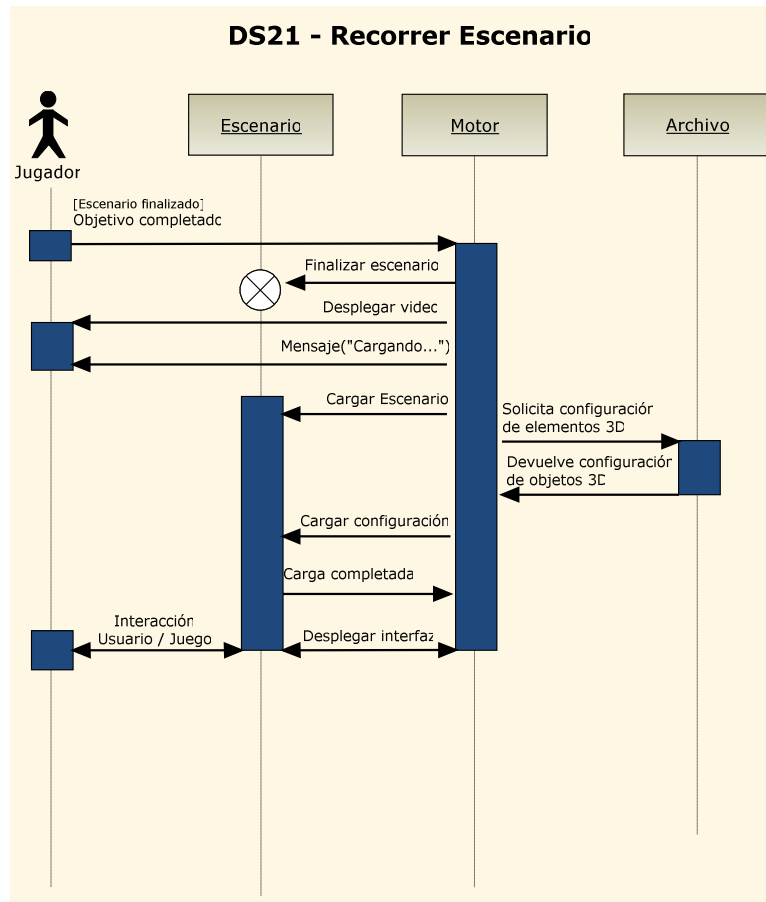 DS21 - Recorrer Escenario
Escenario
Motor
Archivo
Jugador
[Escenario finalizado]
Objetivo completado
Finalizar escenario
Desplegar video
Mensaje("Cargando...")
Cargar Escenario
Solicita configuración
de elementos 3D
Devuelve configuración
de objetos 3D
Cargar configuración
Carga completada
Interacción
Usuario / Juego
Desplegar interfaz